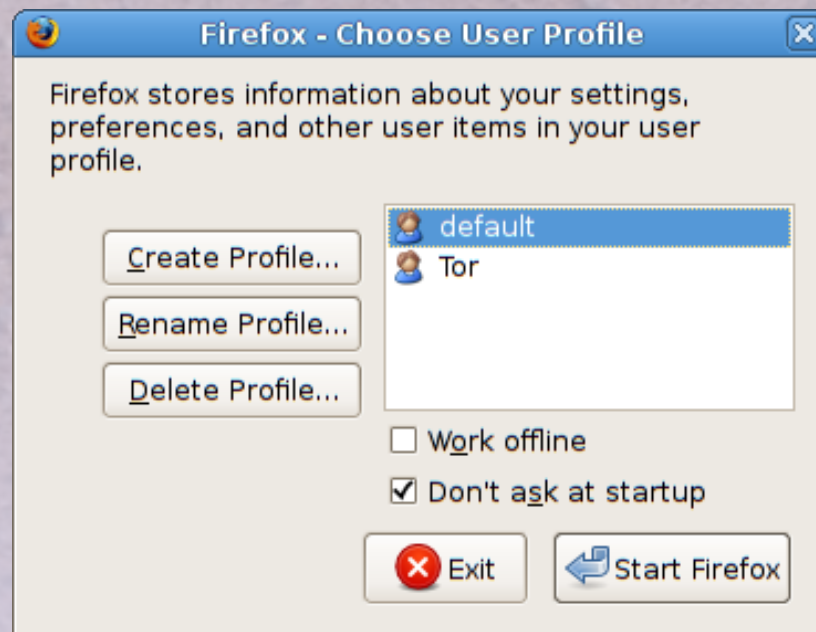 Firefox - Choose User Profile
Firefox stores information about your settings,
preferences, and other user items in your user
profile.
default
Create Profile...
Tor
Rename Profile...
Delete Profile...
Work offline
Don't ask at startup
Exit
Start Firefox